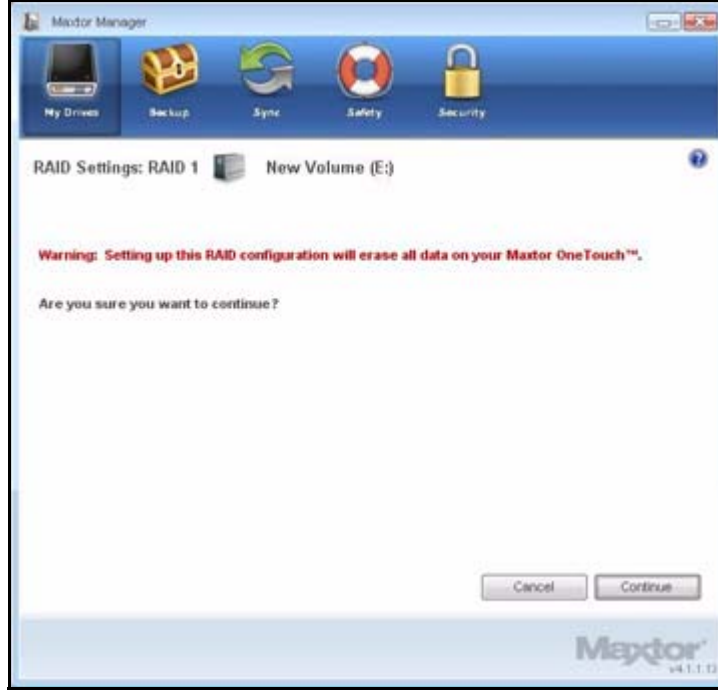 Maxtor Manager
My Drives
Backup
Sync
Safety
Security
RAID Settings: RAID 1
New Volume (E:)
Warning: Setting up this RAID configuration will erase all data on your Maxtor OneTouch™.
Are you sure you want to continue?
Cancel
Continue
Maxtor